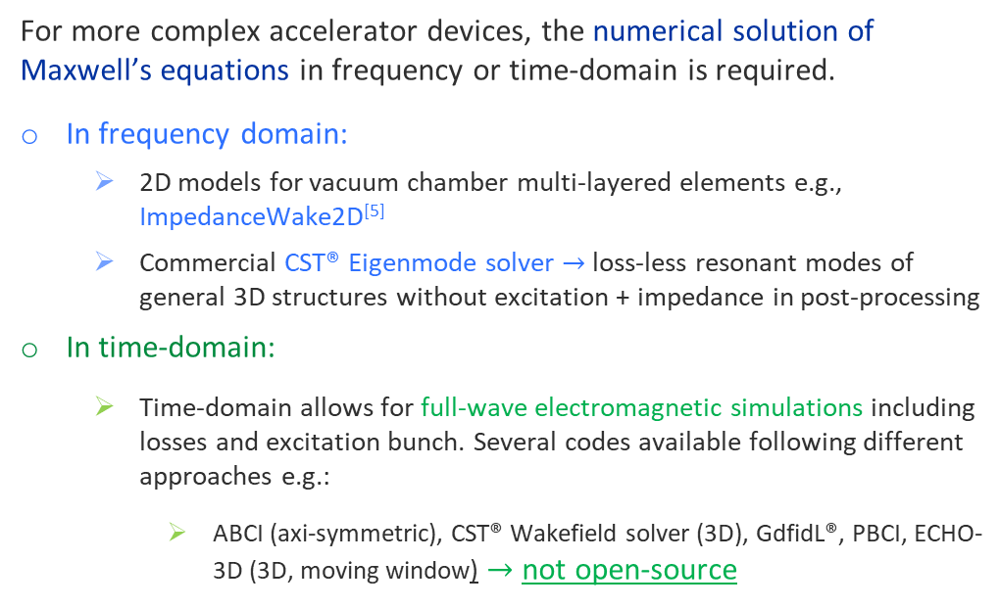 For more complex accelerator devices, the numerical solution of
Maxwell's equations in frequency or time-domain is required.
○ In frequency domain:
➢ 2D models for vacuum chamber multi-layered elements e.g.,
ImpedanceWake2D[5]
➢ Commercial CST® Eigenmode solver → loss-less resonant modes of
general 3D structures without excitation + impedance in post-processing
○ In time-domain:
➢ Time-domain allows for full-wave electromagnetic simulations including
losses and excitation bunch. Several codes available following different
approaches e.g.:
➢ ABCI (axi-symmetric), CST® Wakefield solver (3D), GdfidL®, PBCI, ECHO-
3D (3D, moving window) → not open-source